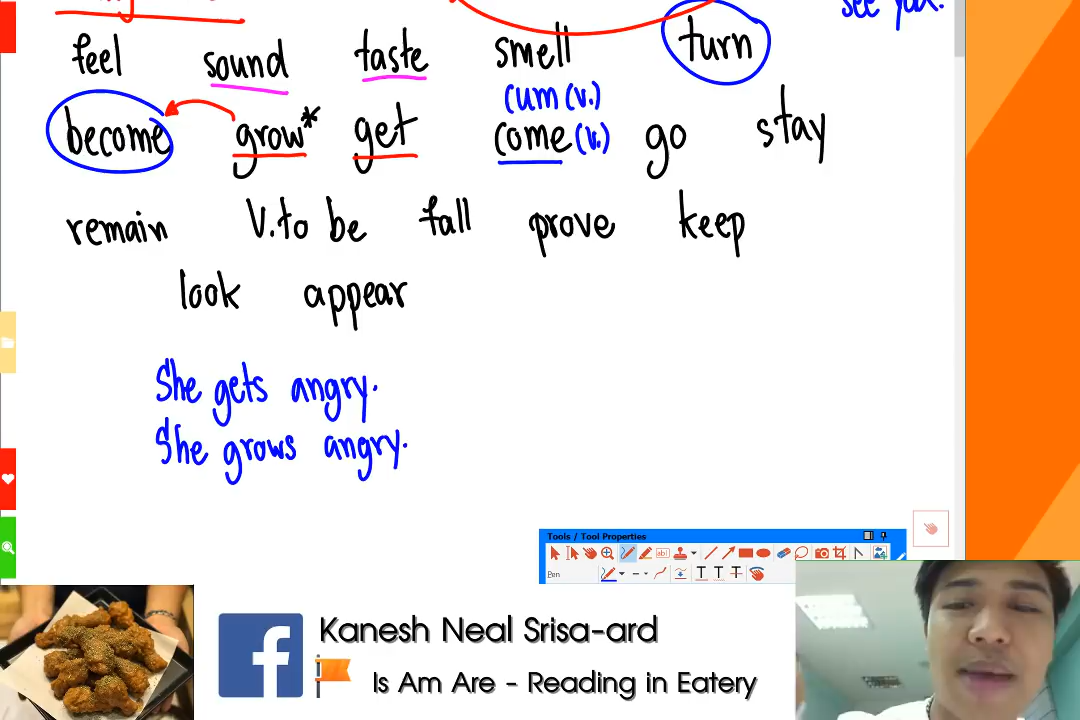 see you.
feel sound taste smell turn
cum (v.)
become grow* get come (v.) go stay
remain V. to be fall prove keep
look appear
She gets angry.
She grows angry.
Tools / Tool Properties
Pen
Kanesh Neal Srisa-ard
Is Am Are - Reading in Eatery